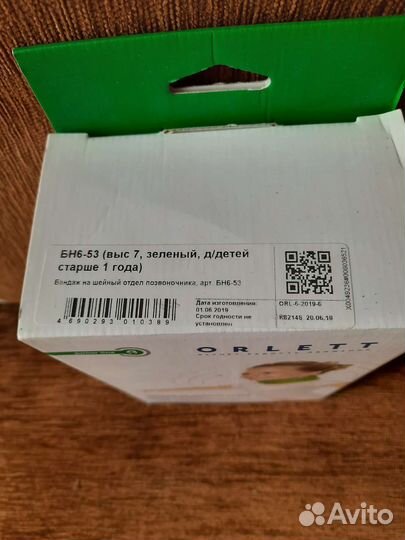 БН6-53 (выс 7, зеленый, д/детей
старше 1 года)
Бандаж на шейный отдел позвоночника, арт. БН6-53
Дата изготовления:
01.06.2019
Срок годности не
установлен
ORL-6-2019-6
R82145 20.06.19
4 690293 010389
ORLETT
Avito